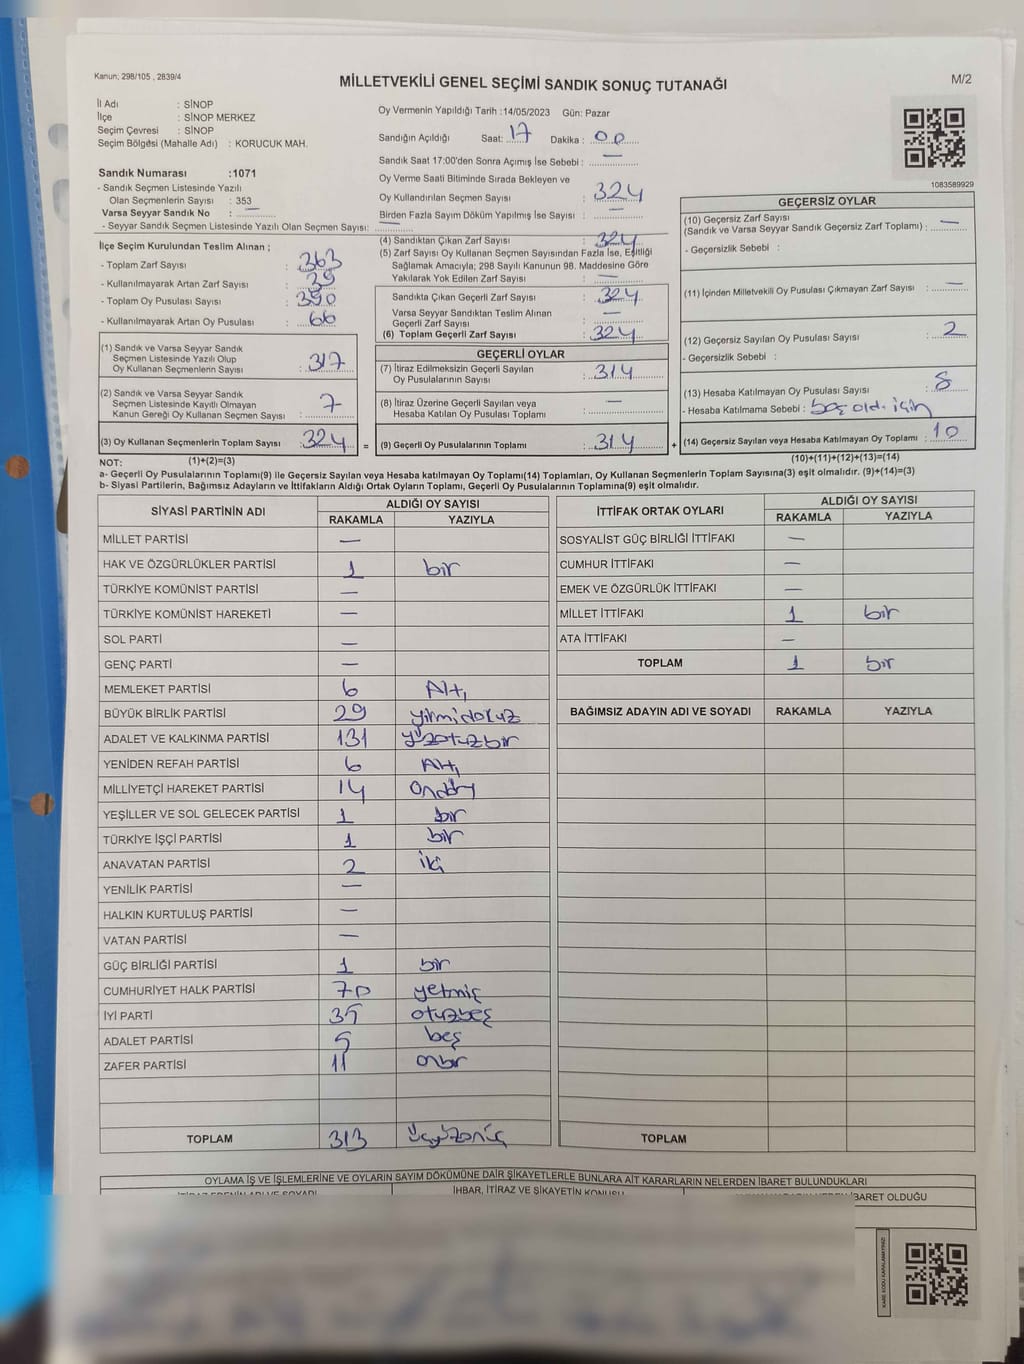 Kanun; 298/105 , 2839/4
MİLLETVEKİLİ GENEL SEÇİMİ SANDIK SONUÇ TUTANAĞI
M/2
İl Adı : SİNOP
İlçe : SİNOP MERKEZ
Seçim Çevresi : SİNOP
Seçim Bölgesi (Mahalle Adı) : KORUCUK MAH.
Sandık Numarası :1071
- Sandık Seçmen Listesinde Yazılı
Olan Seçmenlerin Sayısı : 353
Varsa Seyyar Sandık No : —
- Seyyar Sandık Seçmen Listesinde Yazılı Olan Seçmen Sayısı: —
Oy Vermenin Yapıldığı Tarih :14/05/2023 Gün: Pazar
Sandığın Açıldığı Saat: 17 Dakika : 00
Sandık Saat 17:00'den Sonra Açımış İse Sebebi : —
Oy Verme Saati Bitiminde Sırada Bekleyen ve
Oy Kullandırılan Seçmen Sayısı : 324
Birden Fazla Sayım Döküm Yapılmış İse Sayısı : —
1083589929
İlçe Seçim Kurulundan Teslim Alınan ;
- Toplam Zarf Sayısı : 363
- Kullanılmayarak Artan Zarf Sayısı : 39
- Toplam Oy Pusulası Sayısı : 390
- Kullanılmayarak Artan Oy Pusulası : 66
(1) Sandık ve Varsa Seyyar Sandık
Seçmen Listesinde Yazılı Olup
Oy Kullanan Seçmenlerin Sayısı : 317
(2) Sandık ve Varsa Seyyar Sandık
Seçmen Listesinde Kayıtlı Olmayan
Kanun Gereği Oy Kullanan Seçmen Sayısı : 7
(3) Oy Kullanan Seçmenlerin Toplam Sayısı : 324 =
(4) Sandıktan Çıkan Zarf Sayısı : 324
(5) Zarf Sayısı Oy Kullanan Seçmen Sayısından Fazla İse, Eşitliği
Sağlamak Amacıyla; 298 Sayılı Kanunun 98. Maddesine Göre
Yakılarak Yok Edilen Zarf Sayısı : —
Sandıkta Çıkan Geçerli Zarf Sayısı : 324
Varsa Seyyar Sandıktan Teslim Alınan
Geçerli Zarf Sayısı : —
(6) Toplam Geçerli Zarf Sayısı : 324
GEÇERLİ OYLAR
(7) İtiraz Edilmeksizin Geçerli Sayılan
Oy Pusulalarının Sayısı : 314
(8) İtiraz Üzerine Geçerli Sayılan veya
Hesaba Katılan Oy Pusulası Toplamı : —
(9) Geçerli Oy Pusulalarının Toplamı : 314 +
GEÇERSİZ OYLAR
(10) Geçersiz Zarf Sayısı
(Sandık ve Varsa Seyyar Sandık Geçersiz Zarf Toplamı) : —
- Geçersizlik Sebebi :
(11) İçinden Milletvekili Oy Pusulası Çıkmayan Zarf Sayısı : —
(12) Geçersiz Sayılan Oy Pusulası Sayısı : 2
- Geçersizlik Sebebi :
(13) Hesaba Katılmayan Oy Pusulası Sayısı : 8
- Hesaba Katılmama Sebebi : boş old. için
(14) Geçersiz Sayılan veya Hesaba Katılmayan Oy Toplamı : 10
NOT: (1)+(2)=(3)
(10)+(11)+(12)+(13)=(14)
a- Geçerli Oy Pusulalarının Toplamı(9) ile Geçersiz Sayılan veya Hesaba katılmayan Oy Toplamı(14) Toplamları, Oy Kullanan Seçmenlerin Toplam Sayısına(3) eşit olmalıdır. (9)+(14)=(3)
b- Siyasi Partilerin, Bağımsız Adayların ve İttifakların Aldığı Ortak Oyların Toplamı, Geçerli Oy Pusulalarının Toplamına(9) eşit olmalıdır.
SİYASİ PARTİNİN ADI ALDIĞI OY SAYISI
RAKAMLA YAZIYLA
MİLLET PARTİSİ —
HAK VE ÖZGÜRLÜKLER PARTİSİ 1 bir
TÜRKİYE KOMÜNİST PARTİSİ —
TÜRKİYE KOMÜNİST HAREKETİ —
SOL PARTİ —
GENÇ PARTİ —
MEMLEKET PARTİSİ 6 Altı
BÜYÜK BİRLİK PARTİSİ 29 yirmidokuz
ADALET VE KALKINMA PARTİSİ 131 yüzotuzbir
YENİDEN REFAH PARTİSİ 6 Altı
MİLLİYETÇİ HAREKET PARTİSİ 14 Ondört
YEŞİLLER VE SOL GELECEK PARTİSİ 1 bir
TÜRKİYE İŞÇİ PARTİSİ 1 bir
ANAVATAN PARTİSİ 2 iki
YENİLİK PARTİSİ —
HALKIN KURTULUŞ PARTİSİ —
VATAN PARTİSİ —
GÜÇ BİRLİĞİ PARTİSİ 1 bir
CUMHURİYET HALK PARTİSİ 70 yetmiş
İYİ PARTİ 35 otuzbeş
ADALET PARTİSİ 5 beş
ZAFER PARTİSİ 11 onbir
TOPLAM 313 üçyüzonüç
İTTİFAK ORTAK OYLARI ALDIĞI OY SAYISI
RAKAMLA YAZIYLA
SOSYALİST GÜÇ BİRLİĞİ İTTİFAKI —
CUMHUR İTTİFAKI —
EMEK VE ÖZGÜRLÜK İTTİFAKI —
MİLLET İTTİFAKI 1 bir
ATA İTTİFAKI —
TOPLAM 1 bir
BAĞIMSIZ ADAYIN ADI VE SOYADI RAKAMLA YAZIYLA
TOPLAM
OYLAMA İŞ VE İŞLEMLERİNE VE OYLARIN SAYIM DÖKÜMÜNE DAİR ŞİKAYETLERLE BUNLARA AİT KARARLARIN NELERDEN İBARET BULUNDUKLARI
İHBAR, İTİRAZ VE ŞİKAYETİN KONUSU
İBARET OLDUĞU
KARE KODU KARALAMAYINIZ!